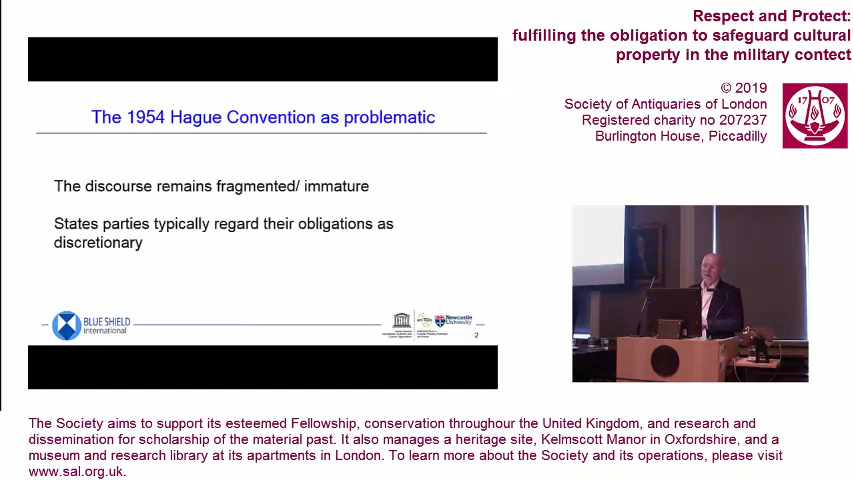 Respect and Protect:
fulfilling the obligation to safeguard cultural
property in the military contect
© 2019
Society of Antiquaries of London
Registered charity no 207237
Burlington House, Piccadilly
17 07
The 1954 Hague Convention as problematic
The discourse remains fragmented/ immature
States parties typically regard their obligations as
discretionary
BLUE SHIELD
International
Newcastle
University
2
The Society aims to support its esteemed Fellowship, conservation throughour the United Kingdom, and research and
dissemination for scholarship of the material past. It also manages a heritage site, Kelmscott Manor in Oxfordshire, and a
museum and research library at its apartments in London. To learn more about the Society and its operations, please visit
www.sal.org.uk.